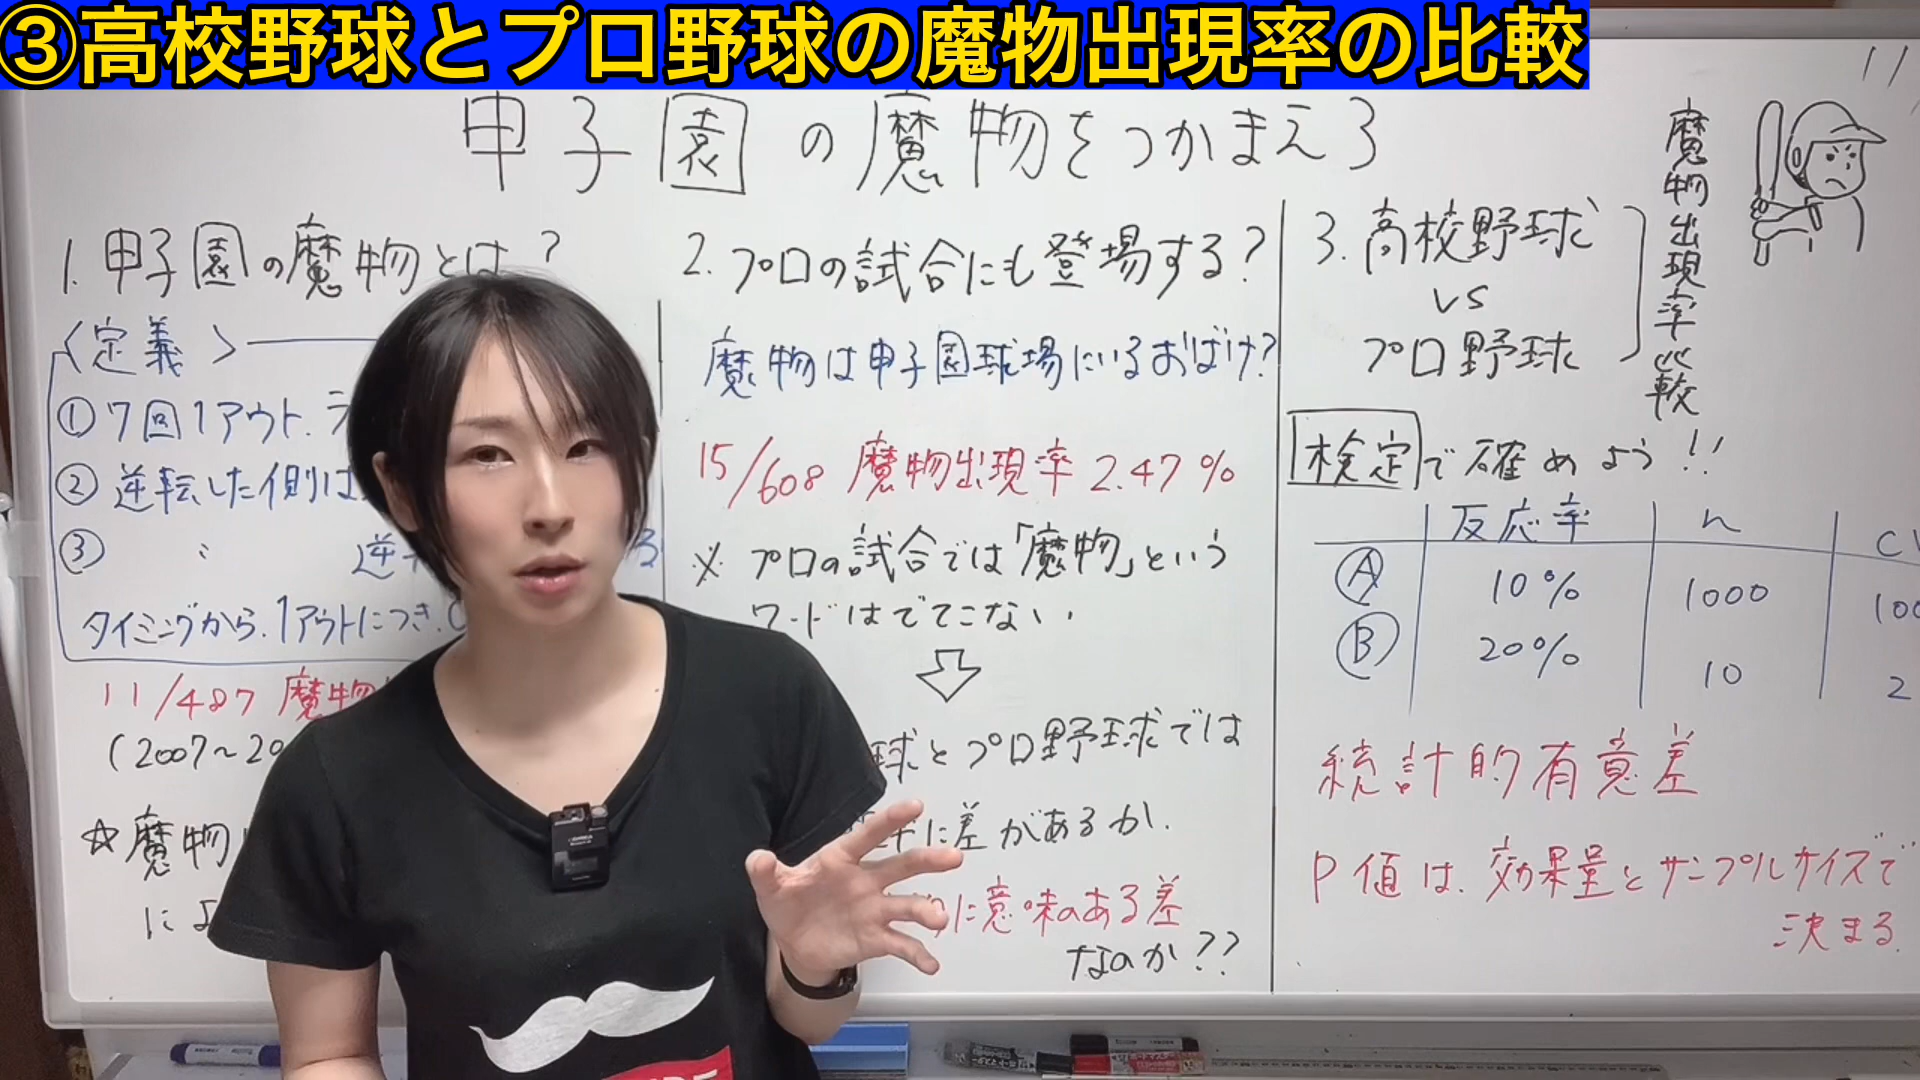 ③高校野球とプロ野球の魔物出現率の比較
甲子園の魔物をつかまえろ
1.甲子園の魔物とは?
〈定義〉
①7回1アウト.ラ
②逆転した側は
③ 〃 逆 る
タイミングから.1アウトにつき.0
11/487 魔物
(2007~20
☆魔物
によ
2.プロの試合にも登場する?
魔物は甲子園球場にいるおばけ?
15/608 魔物出現率 2.47%
※ プロの試合では「魔物」という
ワードはでてこない.
⇩
球とプロ野球では
率に差があるか.
に意味のある差
なのか??
3.高校野球
vs
プロ野球
魔物出現率比較
検定で確めよう!!
反応率 n CV
Ⓐ 10% 1000 100
Ⓑ 20% 10 2
統計的有意差
P値は.効果量とサンプルサイズで
決まる.